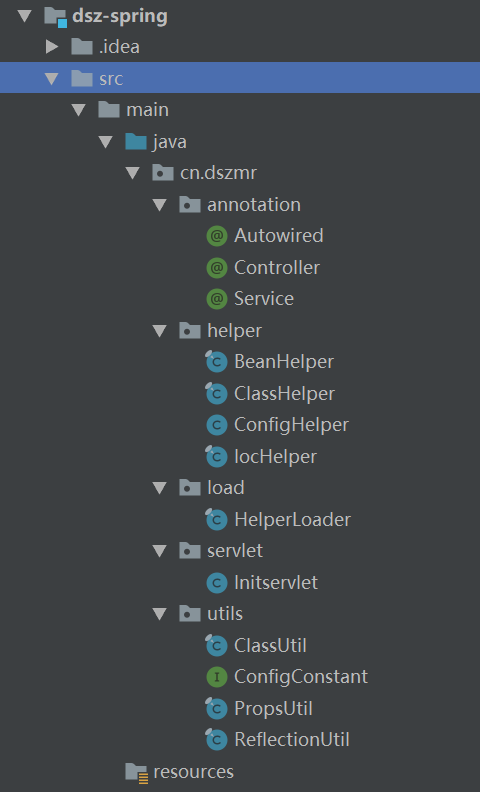 dsz-spring
.idea
src
main
java
cn.dszmr
annotation
Autowired
Controller
Service
helper
BeanHelper
ClassHelper
ConfigHelper
IocHelper
load
HelperLoader
servlet
Initservlet
utils
ClassUtil
ConfigConstant
PropsUtil
ReflectionUtil
resources